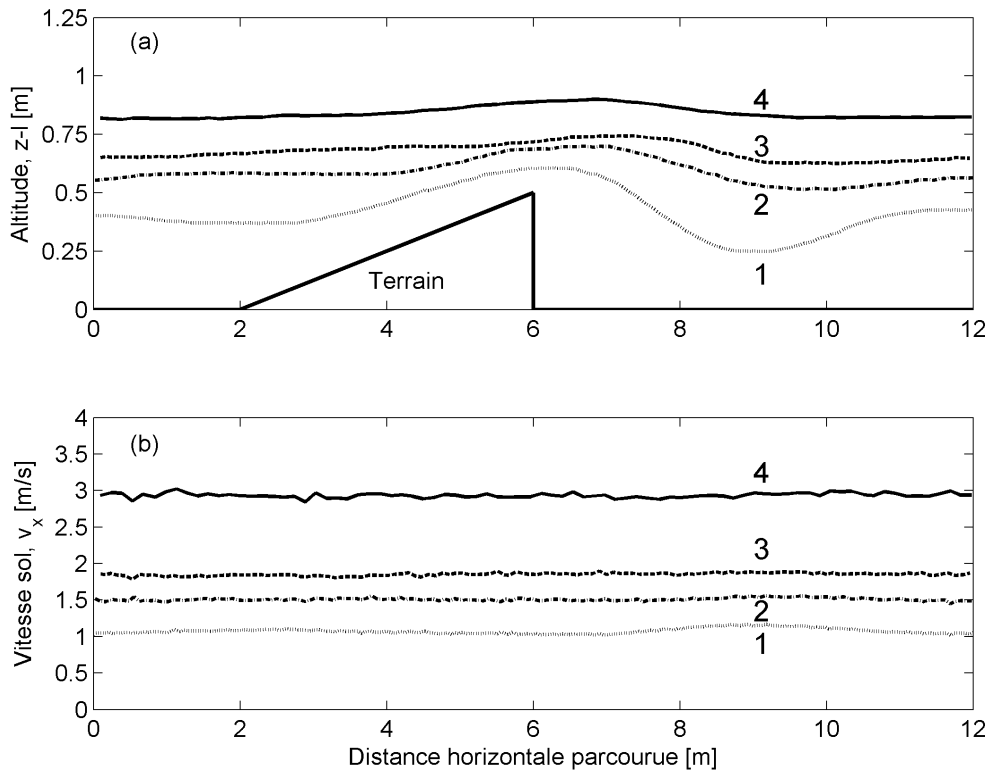 (a)
Altitude, z-l [m]
1.25
1
0.75
0.5
0.25
0
4
3
2
1
Terrain
0 2 4 6 8 10 12
(b)
Vitesse sol, v_x [m/s]
4
3.5
3
2.5
2
1.5
1
0.5
0
4
3
2
1
0 2 4 6 8 10 12
Distance horizontale parcourue [m]